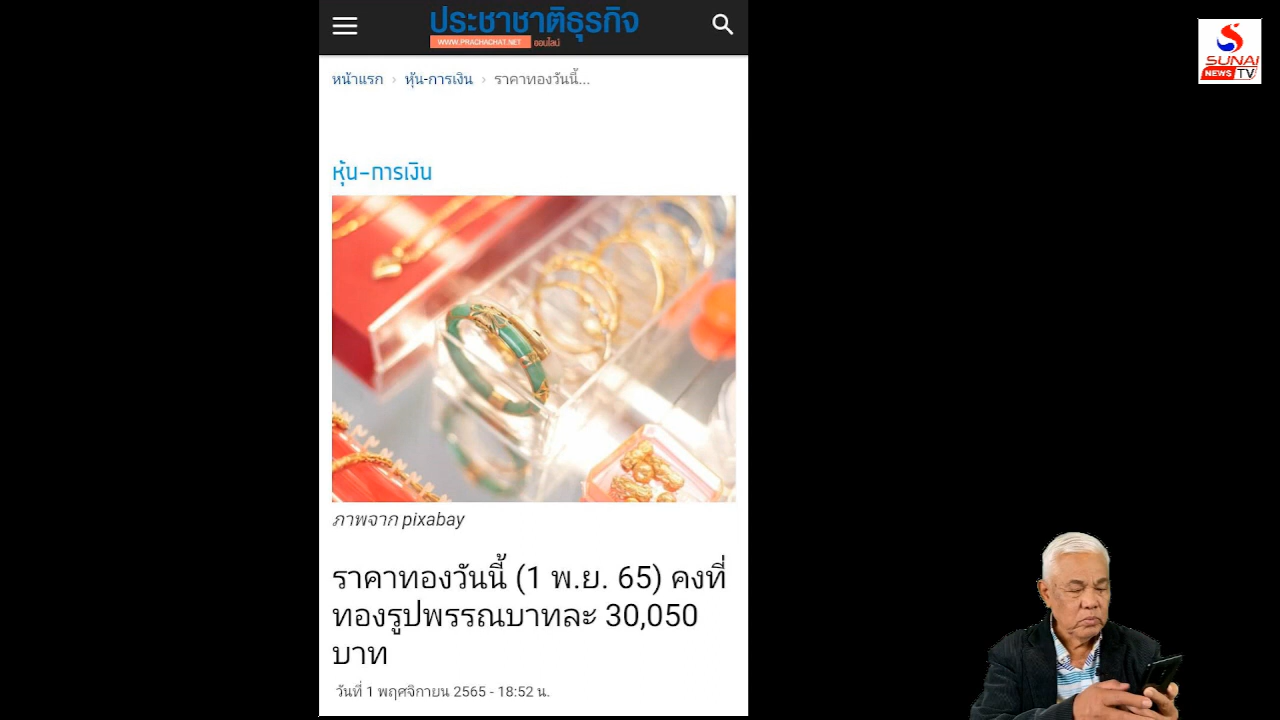 ประชาชาติธุรกิจ
WWW.PRACHACHAT.NET ออนไลน์
SUNAI
NEWS TV
หน้าแรก › หุ้น-การเงิน › ราคาทองวันนี้...
หุ้น-การเงิน
ภาพจาก pixabay
ราคาทองวันนี้ (1 พ.ย. 65) คงที่
ทองรูปพรรณบาทละ 30,050
บาท
วันที่ 1 พฤศจิกายน 2565 - 18:52 น.